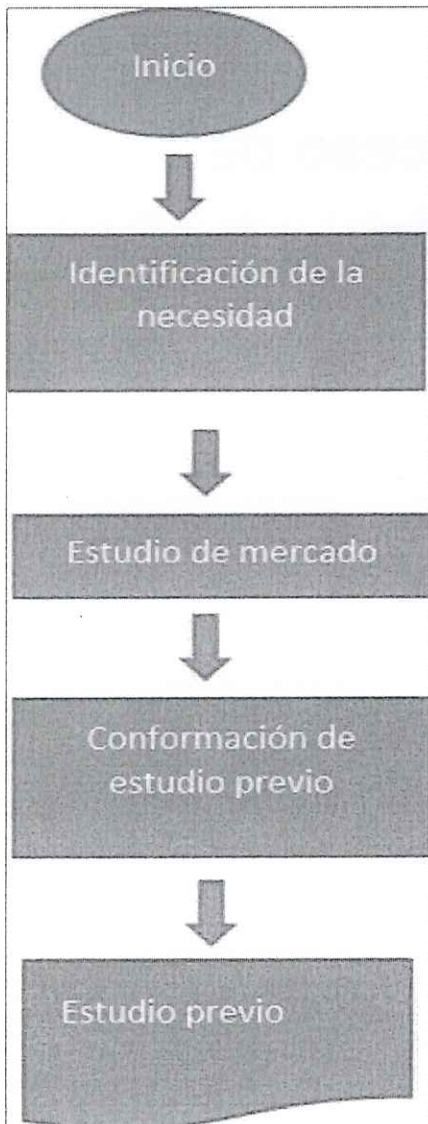 Inicio
Identificación de la
necesidad
Estudio de mercado
Conformación de
estudio previo
Estudio previo